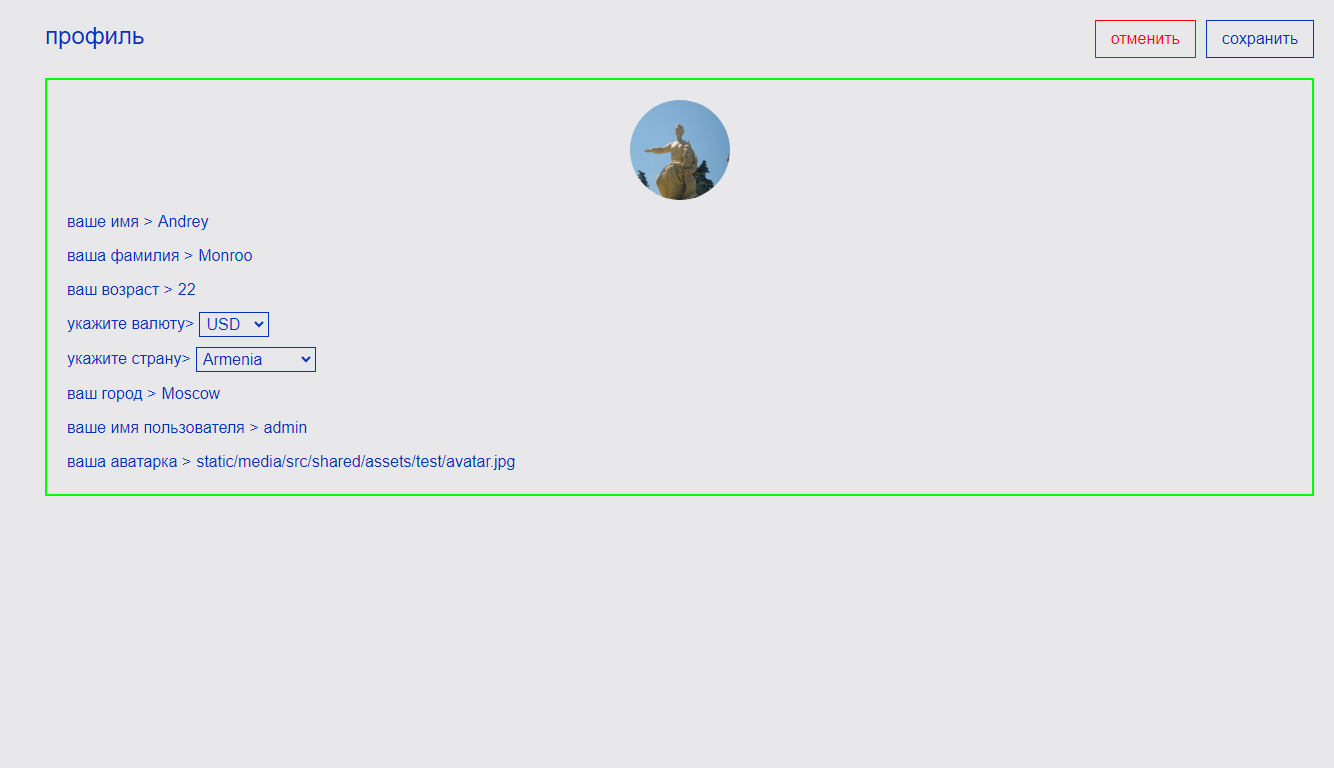 профиль
отменить
сохранить
ваше имя > Andrey
ваша фамилия > Monroo
ваш возраст > 22
укажите валюту> USD
укажите страну> Armenia
ваш город > Moscow
ваше имя пользователя > admin
ваша аватарка > static/media/src/shared/assets/test/avatar.jpg